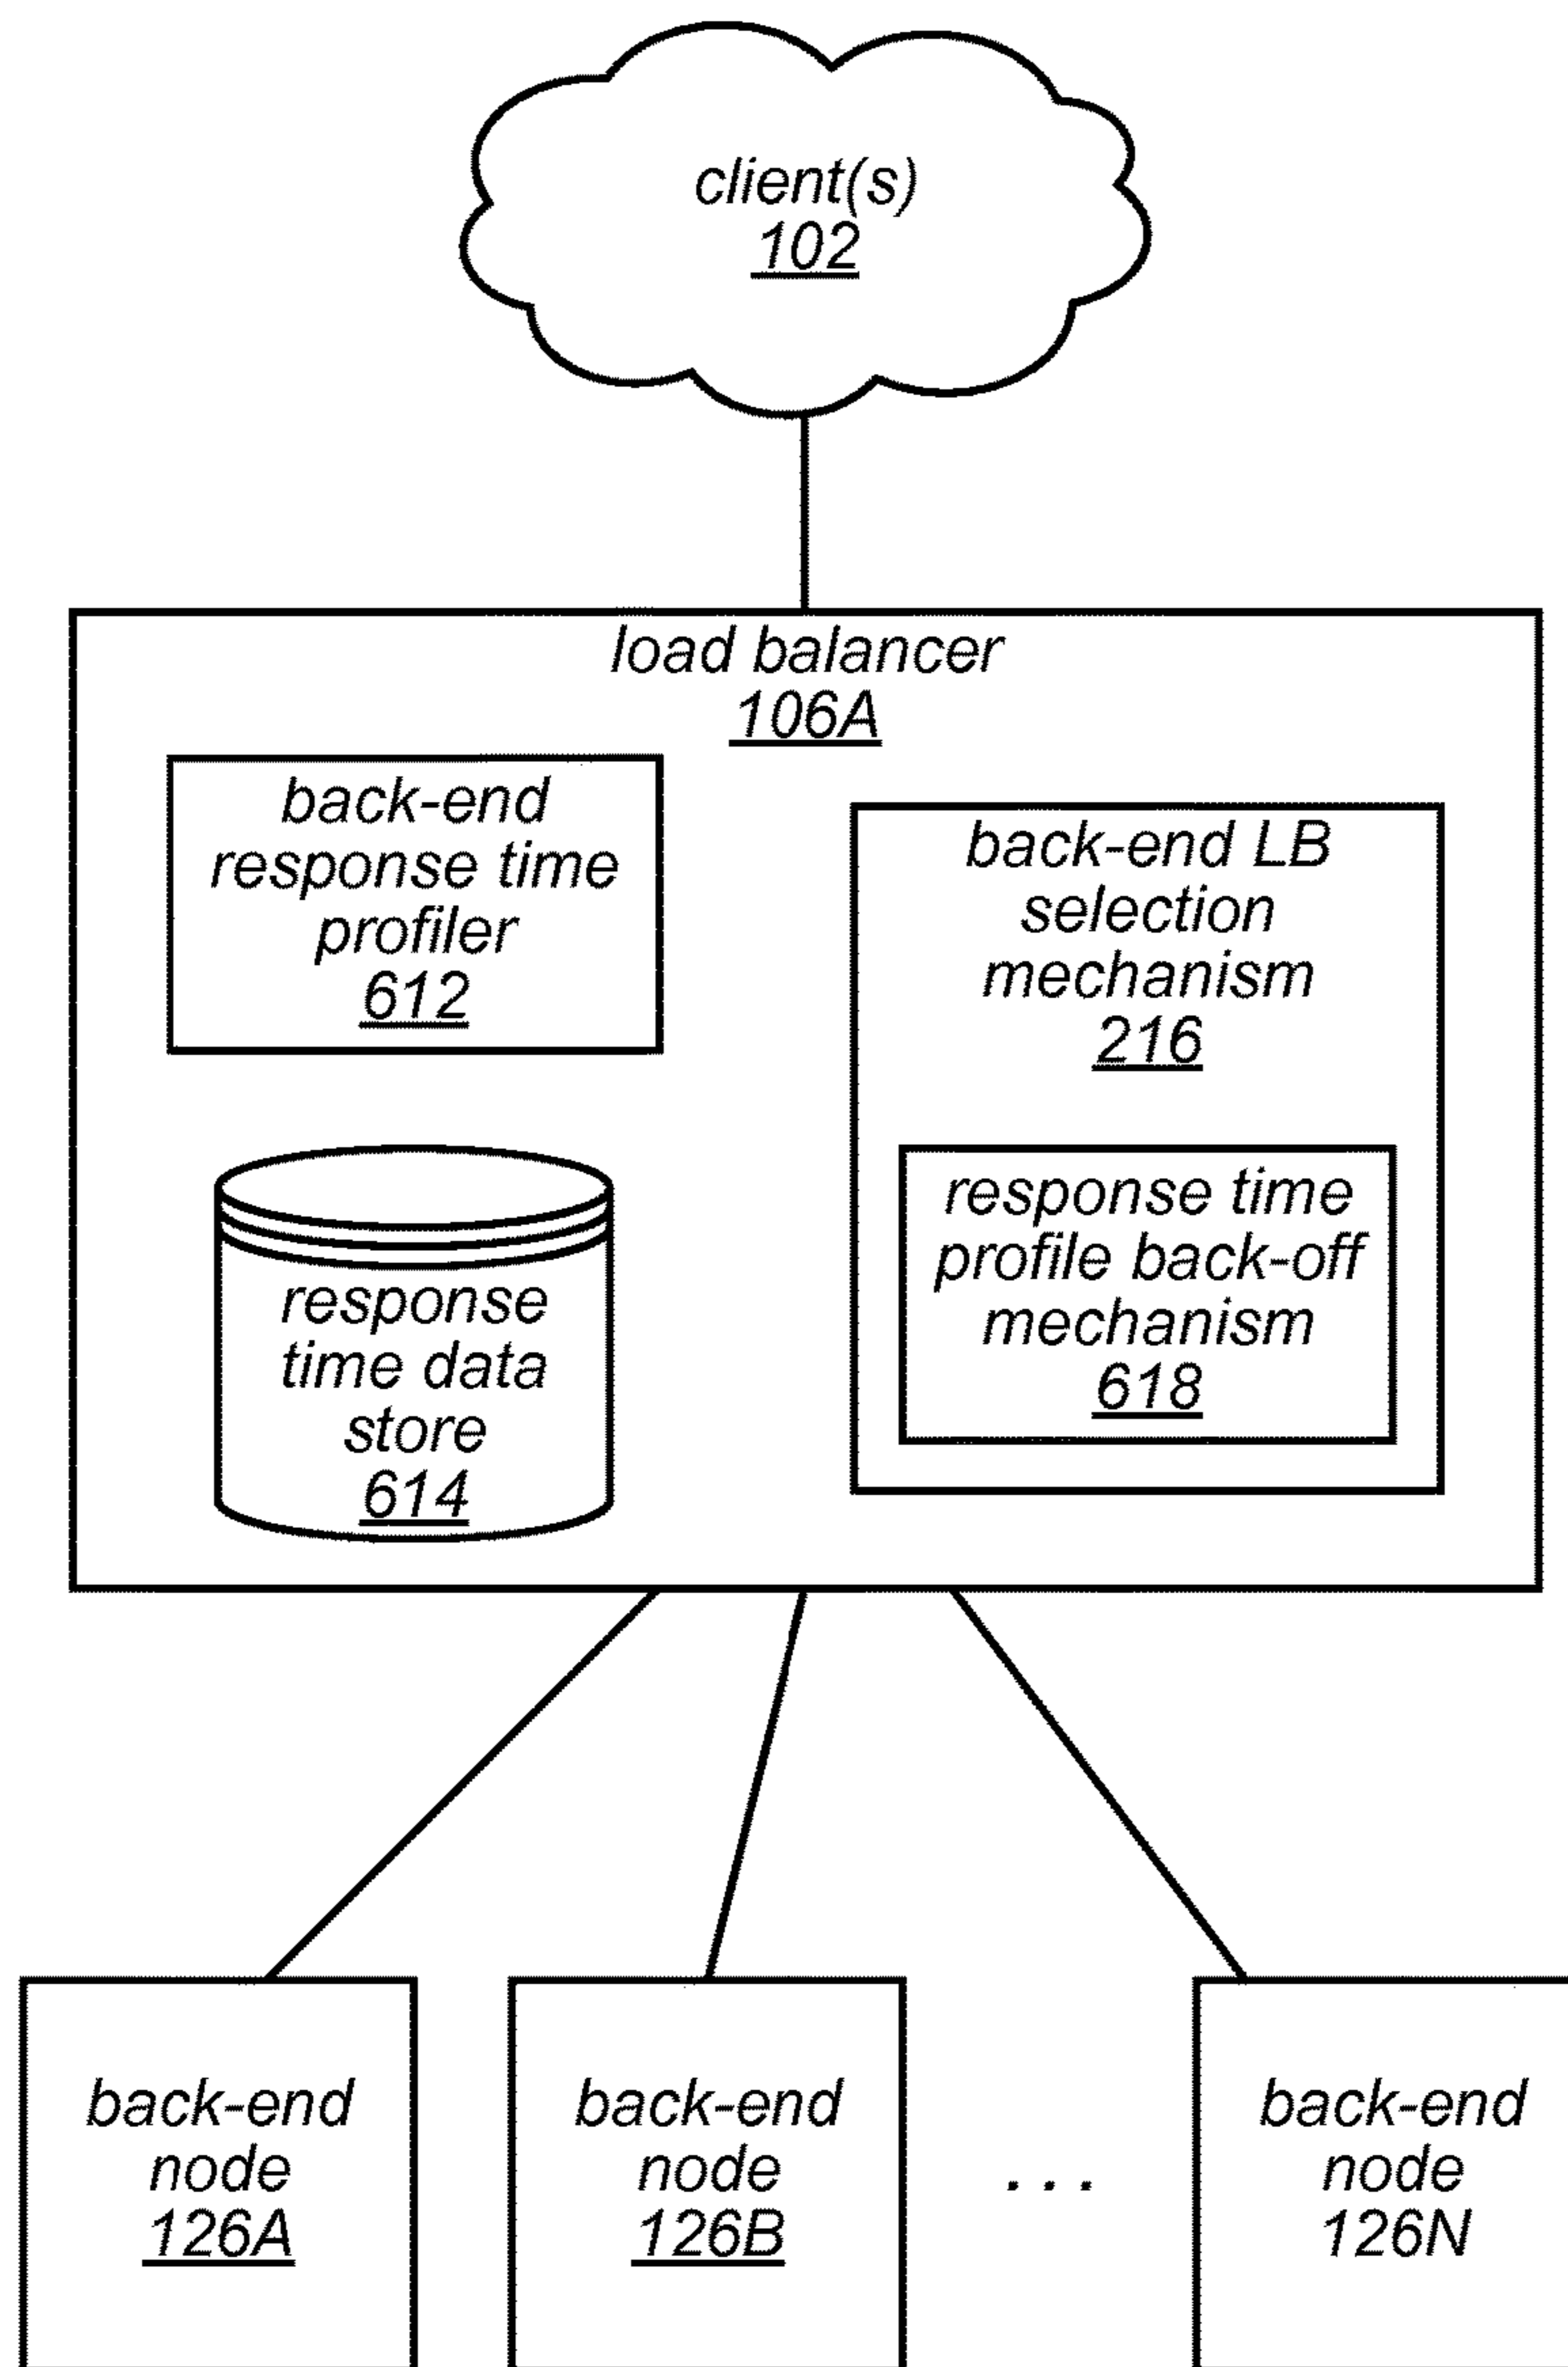 client(s)
102
load balancer
106A
back-end
response time
profiler
612
back-end LB
selection
mechanism
216
response time
profile back-off
mechanism
618
response
time data
store
614
back-end
node
126A
back-end
node
126B
. . .
back-end
node
126N